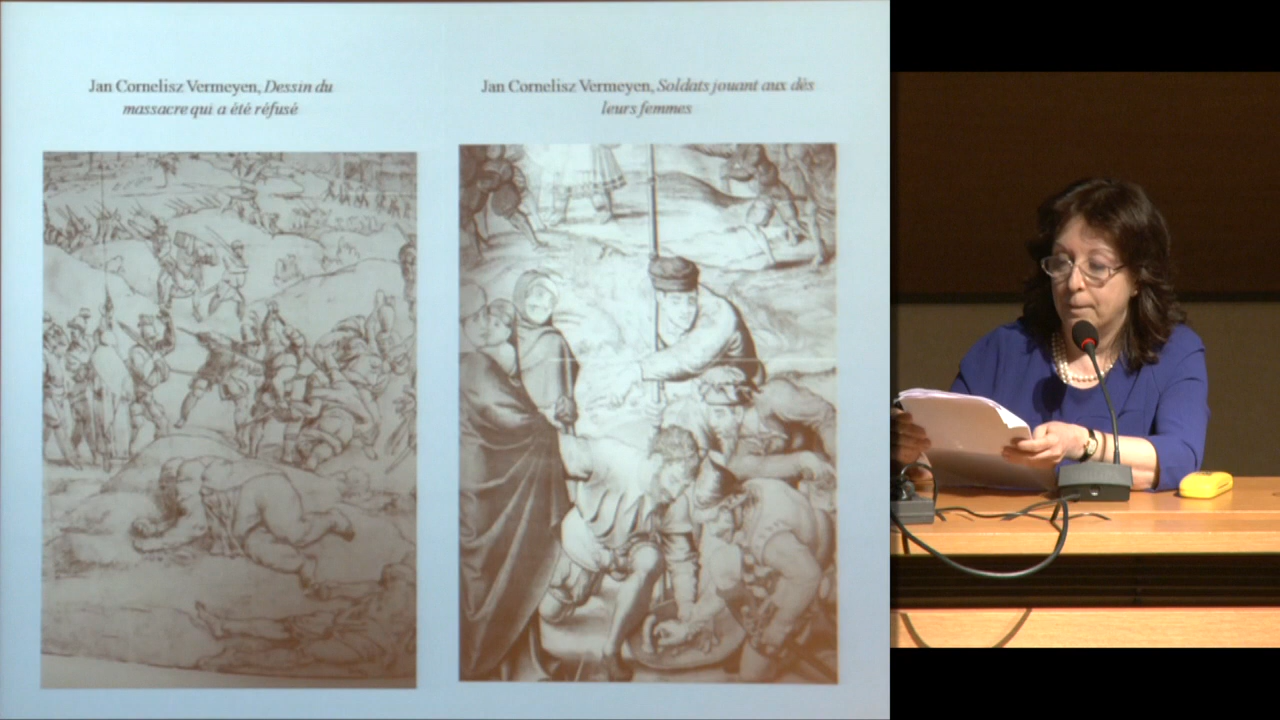 Jan Cornelisz Vermeyen, Dessin du
massacre qui a été réfusé
Jan Cornelisz Vermeyen, Soldats jouant aux dés
leurs femmes